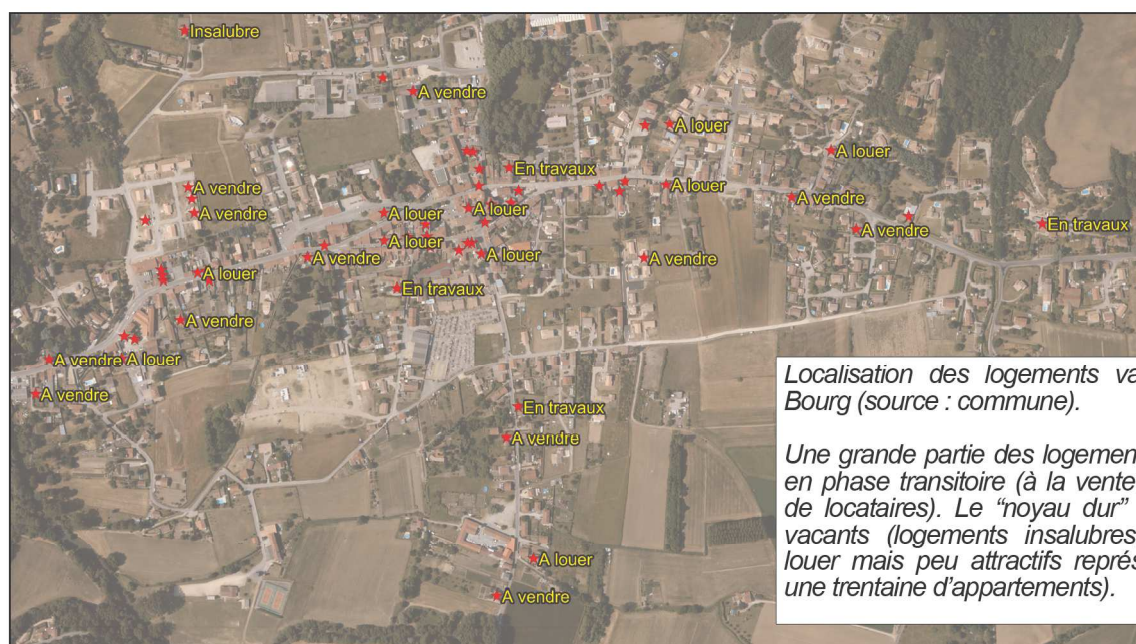 Insalubre
A vendre
A louer
A louer
En travaux
A vendre
A louer
A vendre
A vendre
A louer
A louer
En travaux
A vendre
A louer
A louer
A vendre
A vendre
A louer
En travaux
A vendre
A vendre
A louer
A vendre
En travaux
A vendre
A louer
A vendre
Localisation des logements va
Bourg (source : commune).
Une grande partie des logemen
en phase transitoire (à la vente
de locataires). Le “noyau dur”
vacants (logements insalubres
louer mais peu attractifs représ
une trentaine d’appartements).